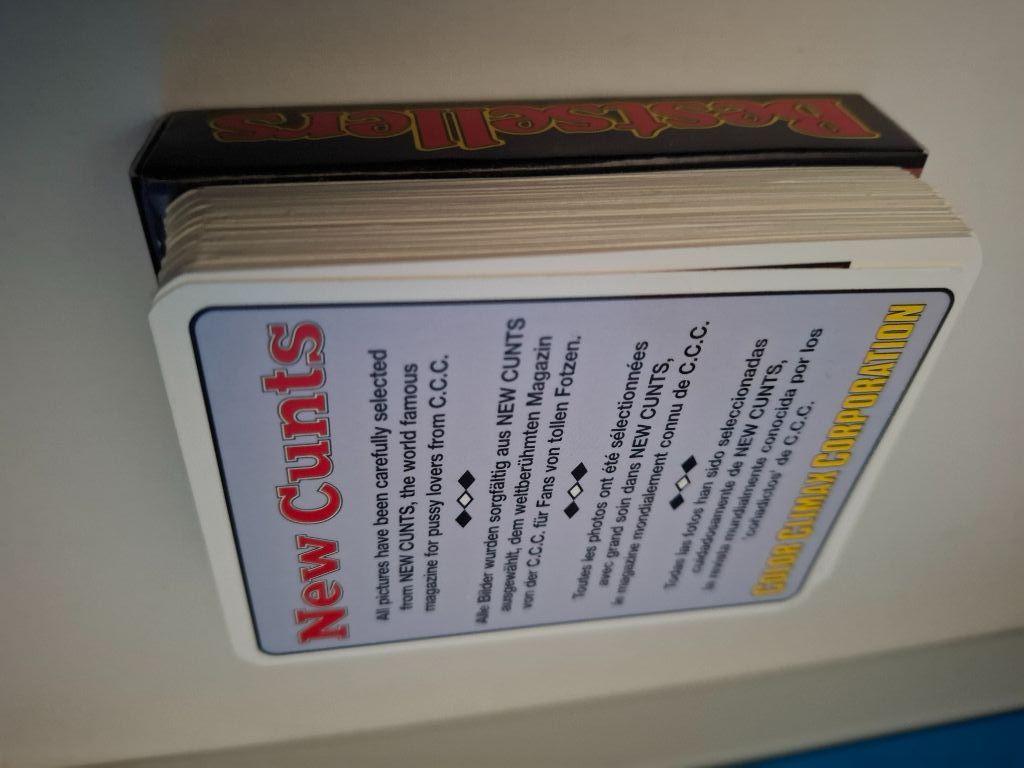 Bestsellers
New Cunts
All pictures have been carefully selected
from NEW CUNTS, the world famous
magazine for pussy lovers from C.C.C.
Alle Bilder wurden sorgfältig aus NEW CUNTS
ausgewählt, dem weltberühmten Magazin
von der C.C.C. für Fans von tollen Fotzen.
Toutes les photos ont été sélectionnées
avec grand soin dans NEW CUNTS,
le magazine mondialement connu de C.C.C.
Todas las fotos han sido seleccionadas
cuidadosamente de NEW CUNTS,
la revista mundialmente conocida por los
de C.C.C.
COLOR CLIMAX CORPORATION